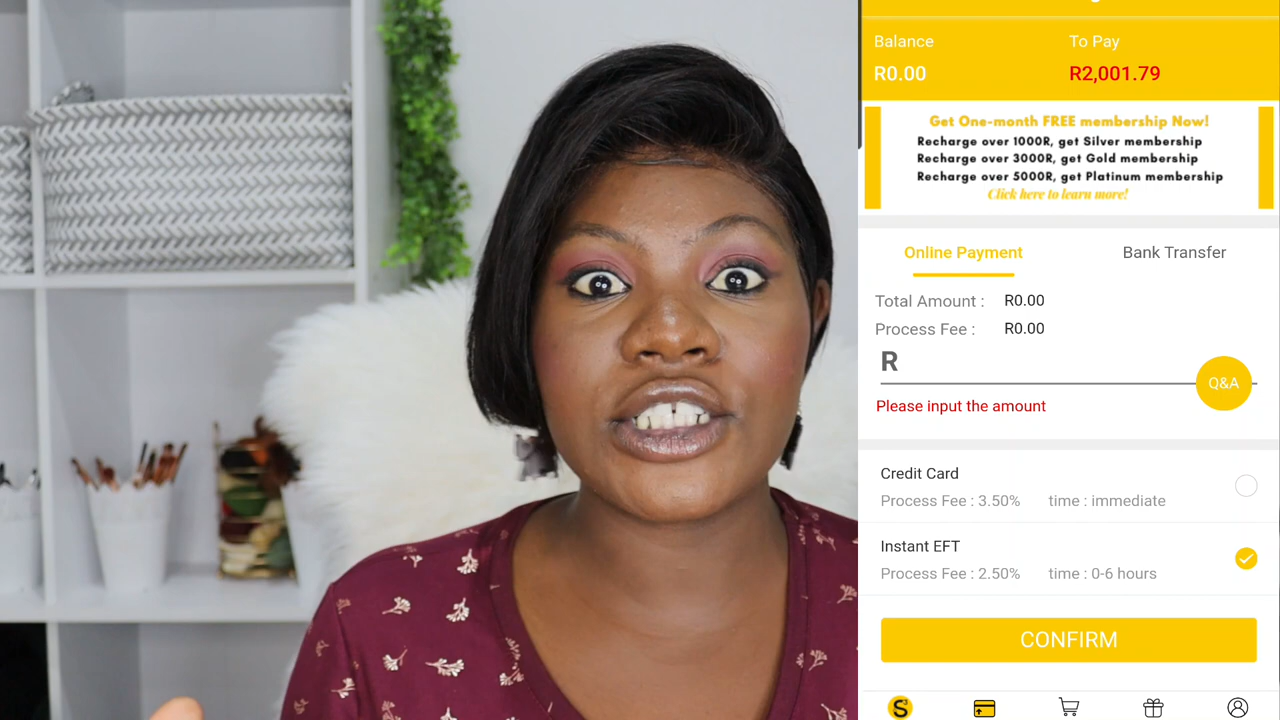 Balance
To Pay
R0.00
R2,001.79
Get One-month FREE membership Now!
Recharge over 1000R, get Silver membership
Recharge over 3000R, get Gold membership
Recharge over 5000R, get Platinum membership
Click here to learn more!
Online Payment
Bank Transfer
Total Amount : R0.00
Process Fee : R0.00
R
Q&A
Please input the amount
Credit Card
Process Fee : 3.50% time : immediate
Instant EFT
Process Fee : 2.50% time : 0-6 hours
CONFIRM
S